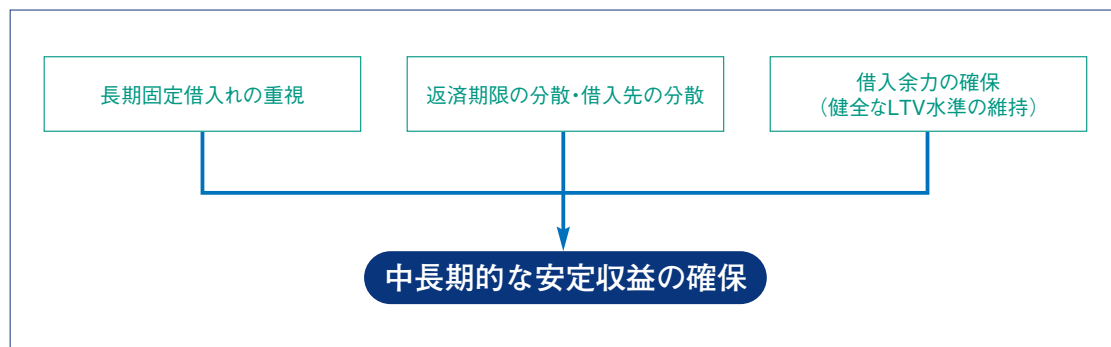 長期固定借入れの重視
返済期限の分散・借入先の分散
借入余力の確保
（健全なLTV水準の維持）
中長期的な安定収益の確保